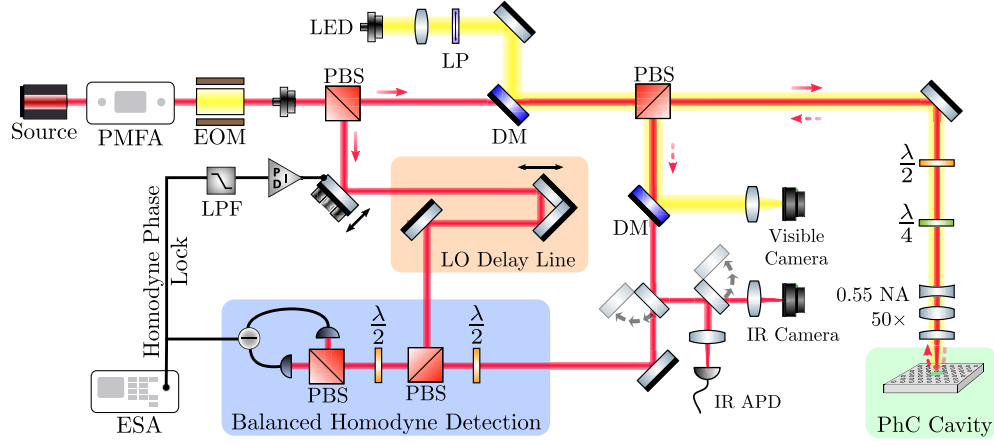 LED
LP
PBS
PBS
Source
PMFA
EOM
DM
λ/2
LPF
P I D
LO Delay Line
DM
Visible
Camera
λ/4
Homodyne Phase
Lock
0.55 NA
50×
IR Camera
λ/2
λ/2
PBS
PBS
Balanced Homodyne Detection
ESA
IR APD
PhC Cavity